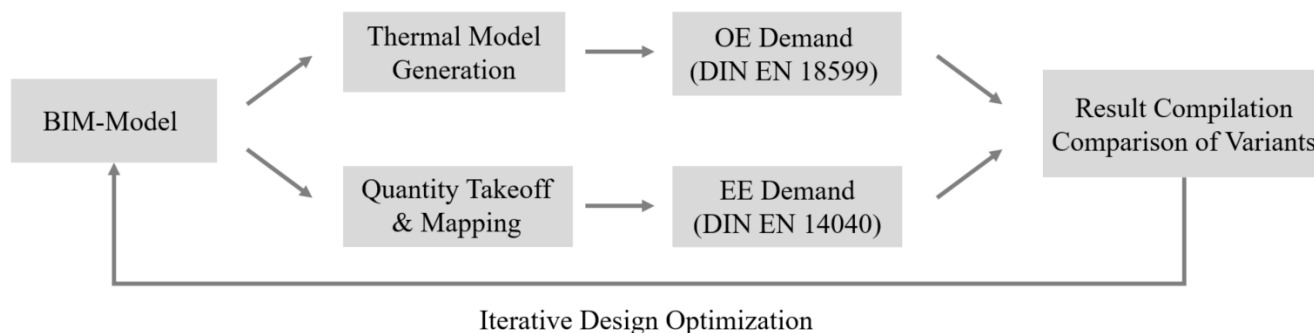 BIM-Model
Thermal Model
Generation
OE Demand
(DIN EN 18599)
Quantity Takeoff
& Mapping
EE Demand
(DIN EN 14040)
Result Compilation
Comparison of Variants
Iterative Design Optimization